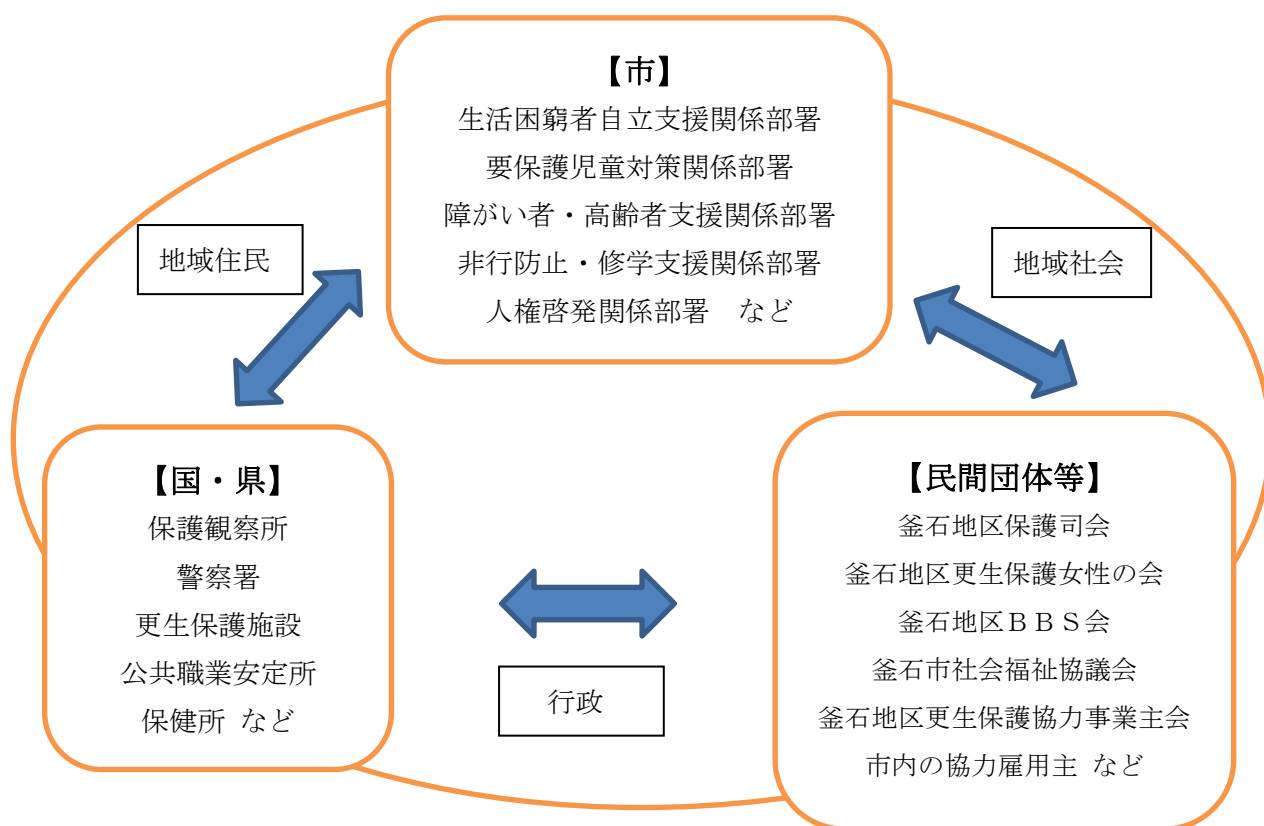 【市】
生活困窮者自立支援関係部署
要保護児童対策関係部署
障がい者・高齢者支援関係部署
非行防止・修学支援関係部署
人権啓発関係部署　など
地域住民
地域社会
【国・県】
保護観察所
警察署
更生保護施設
公共職業安定所
保健所 など
行政
【民間団体等】
釜石地区保護司会
釜石地区更生保護女性の会
釜石地区ＢＢＳ会
釜石市社会福祉協議会
釜石地区更生保護協力事業主会
市内の協力雇用主 など